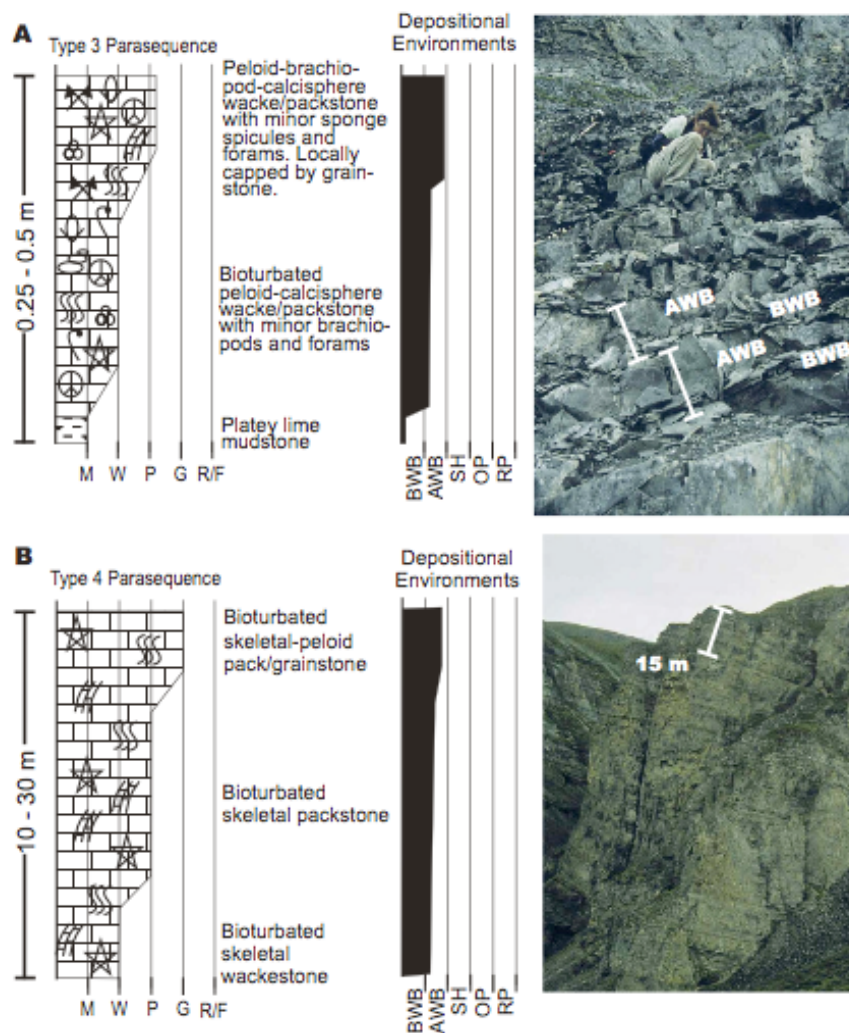 A
Type 3 Parasequence
0.25 - 0.5 m
Peloid-brachio-
pod-calcisphere
wacke/packstone
with minor sponge
spicules and
forams. Locally
capped by grain-
stone.
Bioturbated
peloid-calcisphere
wacke/packstone
with minor brachio-
pods and forams
Platey lime
mudstone
M W P G R/F
Depositional
Environments
BWB
AWB
SH
OP
RP
AWB
BWB
AWB
BWB
B
Type 4 Parasequence
10 - 30 m
Bioturbated
skeletal-peloid
pack/grainstone
Bioturbated
skeletal packstone
Bioturbated
skeletal
wackestone
M W P G R/F
Depositional
Environments
BWB
AWB
SH
OP
RP
15 m